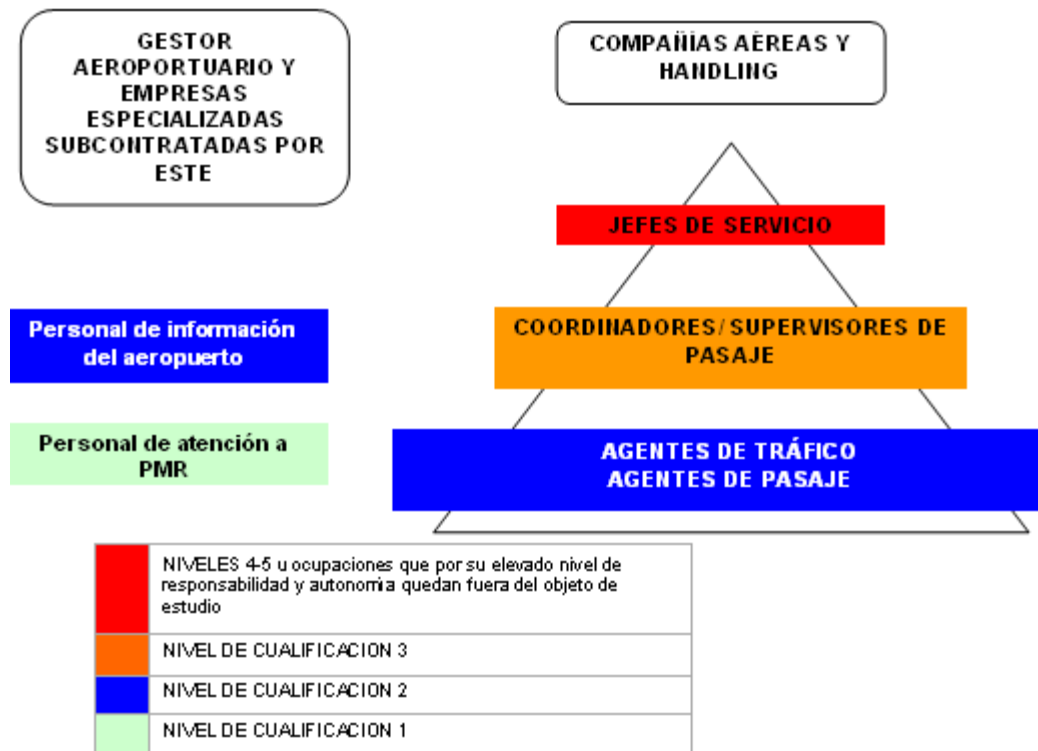 GESTOR
AEROPORTUARIO Y
EMPRESAS
ESPECIALIZADAS
SUBCONTRATADAS POR
ESTE
COMPAÑÍAS AÉREAS Y
HANDLING
JEFES DE SERVICIO
Personal de información
del aeropuerto
COORDINADORES/SUPERVISORES DE
PASAJE
Personal de atención a
PMR
AGENTES DE TRÁFICO
AGENTES DE PASAJE
NIVELES 4-5 u ocupaciones que por su elevado nivel de
responsabilidad y autonomía quedan fuera del objeto de
estudio
NIVEL DE CUALIFICACION 3
NIVEL DE CUALIFICACION 2
NIVEL DE CUALIFICACION 1